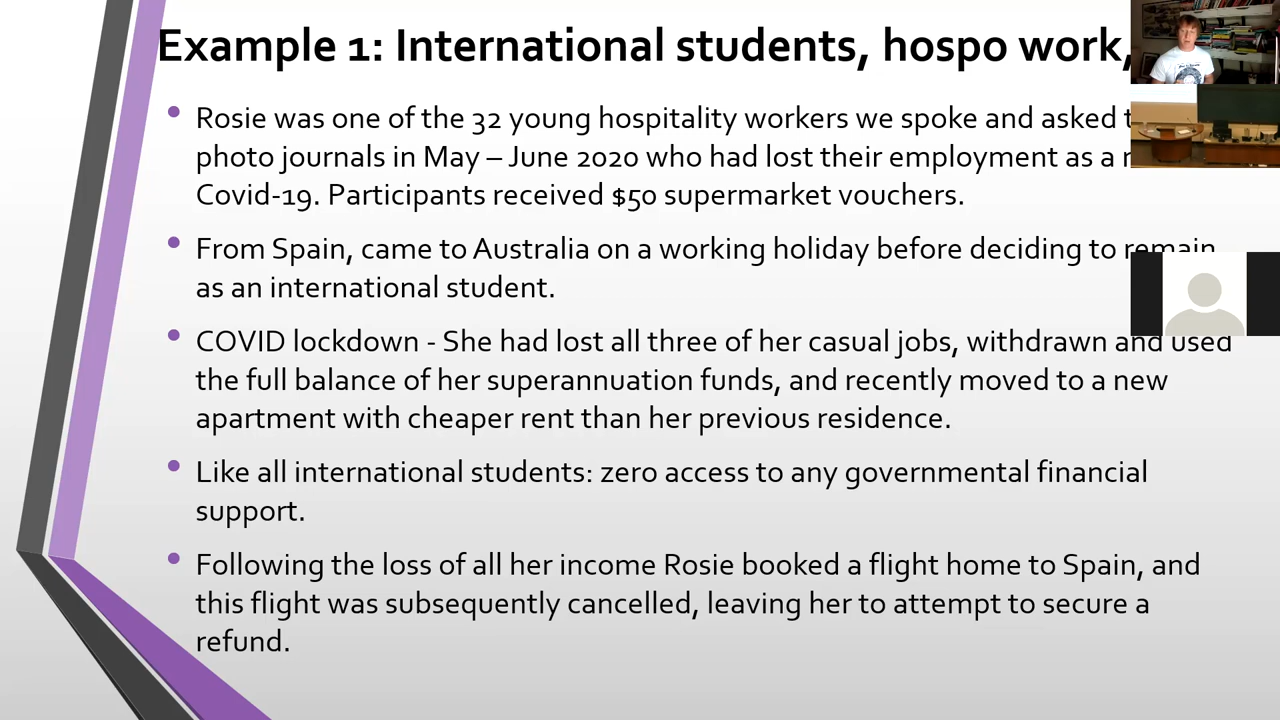 Example 1: International students, hospo work,
• Rosie was one of the 32 young hospitality workers we spoke and asked
photo journals in May – June 2020 who had lost their employment as a
Covid-19. Participants received $50 supermarket vouchers.
• From Spain, came to Australia on a working holiday before deciding to remain
as an international student.
• COVID lockdown - She had lost all three of her casual jobs, withdrawn and used
the full balance of her superannuation funds, and recently moved to a new
apartment with cheaper rent than her previous residence.
• Like all international students: zero access to any governmental financial
support.
• Following the loss of all her income Rosie booked a flight home to Spain, and
this flight was subsequently cancelled, leaving her to attempt to secure a
refund.